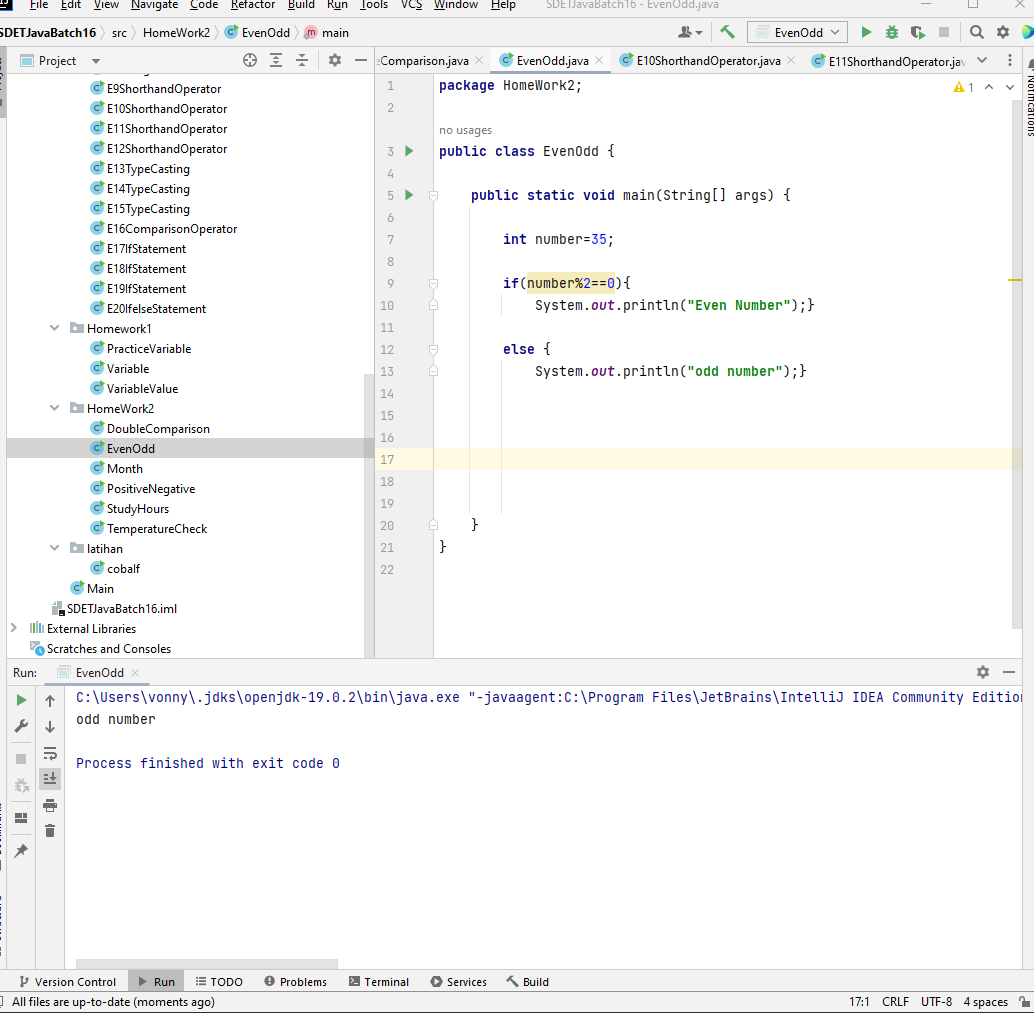 File Edit View Navigate Code Refactor Build Run Tools VCS Window Help SDETJavaBatch16 - EvenOdd.java
SDETJavaBatch16 src HomeWork2 EvenOdd main EvenOdd
Project
E9ShorthandOperator
E10ShorthandOperator
E11ShorthandOperator
E12ShorthandOperator
E13TypeCasting
E14TypeCasting
E15TypeCasting
E16ComparisonOperator
E17IfStatement
E18IfStatement
E19IfStatement
E20IfelseStatement
Homework1
PracticeVariable
Variable
VariableValue
HomeWork2
DoubleComparison
EvenOdd
Month
PositiveNegative
StudyHours
TemperatureCheck
latihan
cobaIf
Main
SDETJavaBatch16.iml
External Libraries
Scratches and Consoles
Comparison.java EvenOdd.java E10ShorthandOperator.java E11ShorthandOperator.jav
1 package HomeWork2; 1
2
no usages
3 public class EvenOdd {
4
5 public static void main(String[] args) {
6
7 int number=35;
8
9 if(number%2==0){
10 System.out.println("Even Number");}
11
12 else {
13 System.out.println("odd number");}
14
15
16
17
18
19
20 }
21 }
22
Notifications
Run: EvenOdd
C:\Users\vonny\.jdks\openjdk-19.0.2\bin\java.exe "-javaagent:C:\Program Files\JetBrains\IntelliJ IDEA Community Edition
odd number
Process finished with exit code 0
Version Control Run TODO Problems Terminal Services Build
All files are up-to-date (moments ago) 17:1 CRLF UTF-8 4 spaces